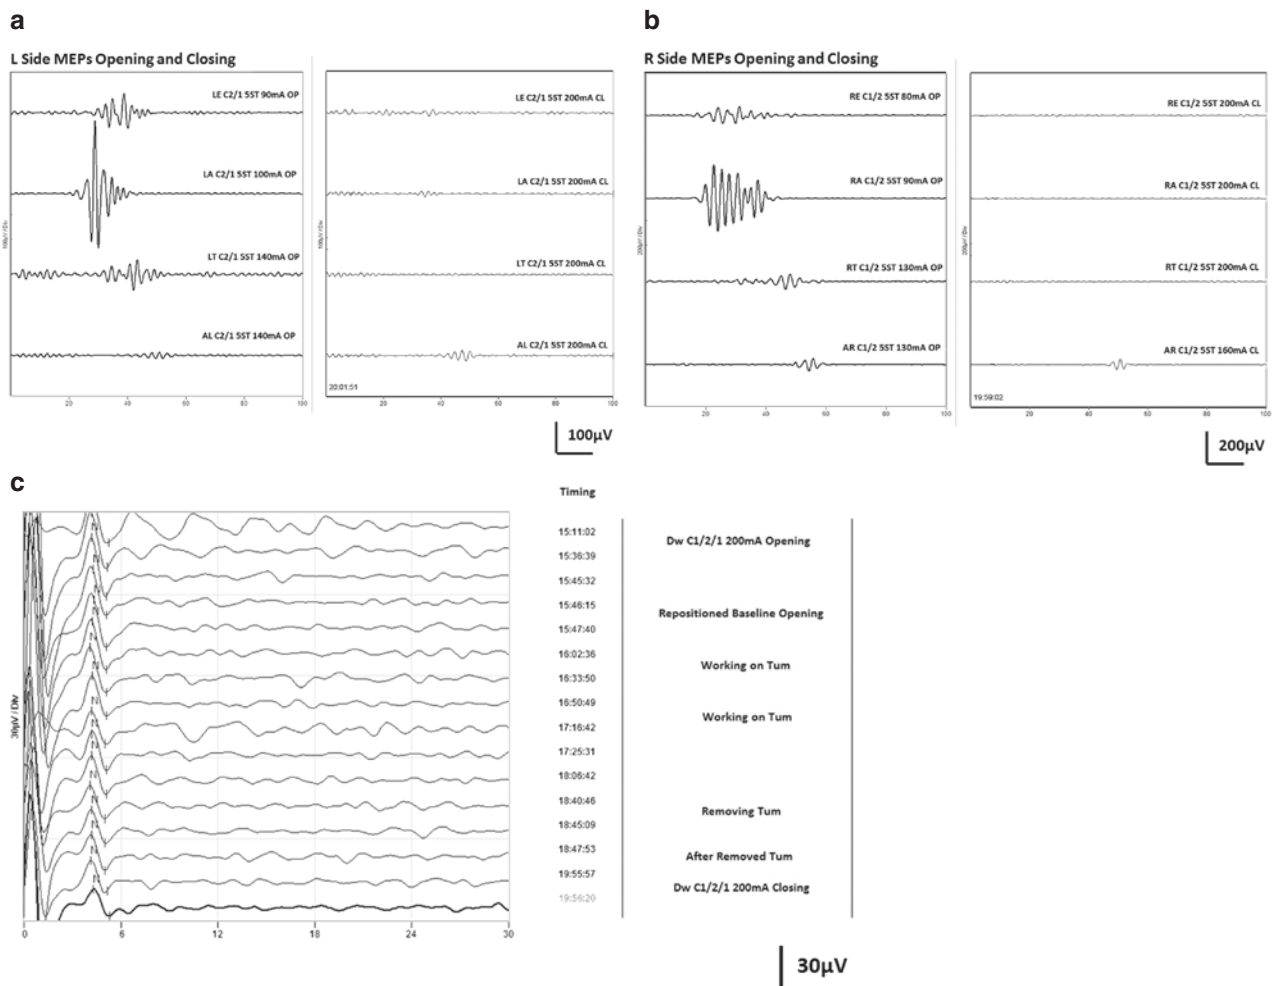 a
L Side MEPs Opening and Closing
LE C2/1 5ST 90mA OP
LA C2/1 5ST 100mA OP
LT C2/1 5ST 140mA OP
AL C2/1 5ST 140mA OP
100µV / Div
20 40 60 80 100
LE C2/1 5ST 200mA CL
LA C2/1 5ST 200mA CL
LT C2/1 5ST 200mA CL
AL C2/1 5ST 200mA CL
100µV / Div
20:01:51
20 40 60 80 100
100µV
b
R Side MEPs Opening and Closing
RE C1/2 5ST 80mA OP
RA C1/2 5ST 90mA OP
RT C1/2 5ST 130mA OP
AR C1/2 5ST 130mA OP
200µV / Div
20 40 60 80 100
RE C1/2 5ST 200mA CL
RA C1/2 5ST 200mA CL
RT C1/2 5ST 200mA CL
AR C1/2 5ST 160mA CL
200µV / Div
19:59:02
20 40 60 80 100
200µV
c
30µV / Div
0 6 12 18 24 30
Timing
15:11:02
15:36:39
15:45:32
15:46:15
15:47:40
16:02:36
16:33:50
16:50:49
17:16:42
17:25:31
18:06:42
18:40:46
18:45:09
18:47:53
19:55:57
19:56:20
Dw C1/2/1 200mA Opening
Repositioned Baseline Opening
Working on Tum
Working on Tum
Removing Tum
After Removed Tum
Dw C1/2/1 200mA Closing
30µV